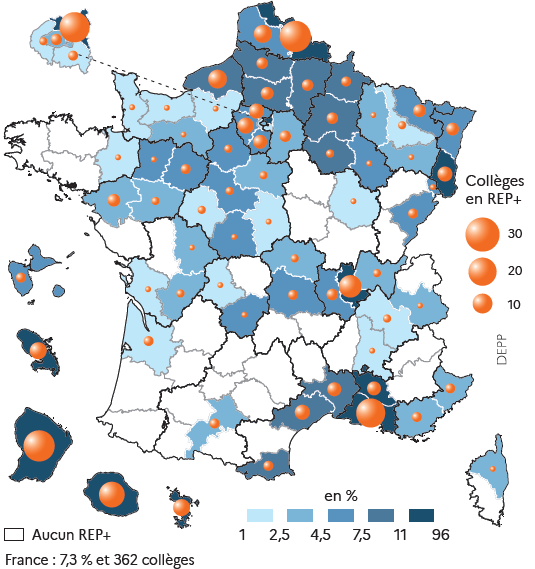 Collèges
en REP+
30
20
10
DEPP
en %
1 2,5 4,5 7,5 11 96
Aucun REP+
France : 7,3 % et 362 collèges